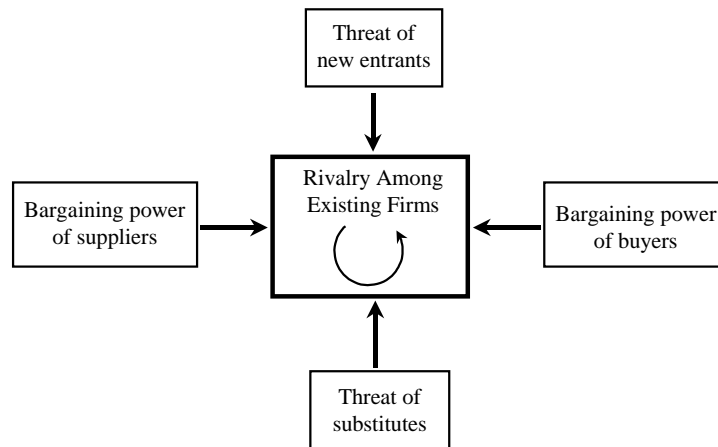 Threat of
new entrants
Rivalry Among
Existing Firms
Bargaining power
of suppliers
Bargaining power
of buyers
Threat of
substitutes